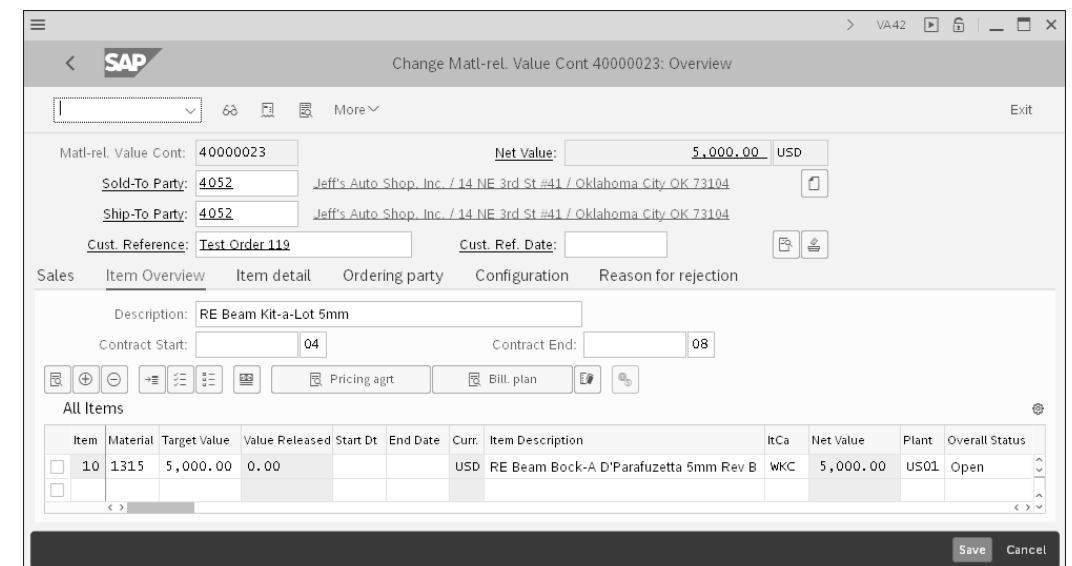 VA42
SAP
Change Matl-rel. Value Cont 40000023: Overview
More
Exit
Matl-rel. Value Cont: 40000023 Net Value: 5,000.00 USD
Sold-To Party: 4052 Jeff's Auto Shop. Inc. / 14 NE 3rd St #41 / Oklahoma City OK 73104
Ship-To Party: 4052 Jeff's Auto Shop. Inc. / 14 NE 3rd St #41 / Oklahoma City OK 73104
Cust. Reference: Test Order 119 Cust. Ref. Date:
Sales Item Overview Item detail Ordering party Configuration Reason for rejection
Description: RE Beam Kit-a-Lot 5mm
Contract Start: 04 Contract End: 08
Pricing agrt Bill. plan
All Items
Item Material Target Value Value Released Start Dt End Date Curr. Item Description ItCa Net Value Plant Overall Status
10 1315 5,000.00 0.00 USD RE Beam Bock-A D'Parafuzetta 5mm Rev B WKC 5,000.00 US01 Open
Save Cancel